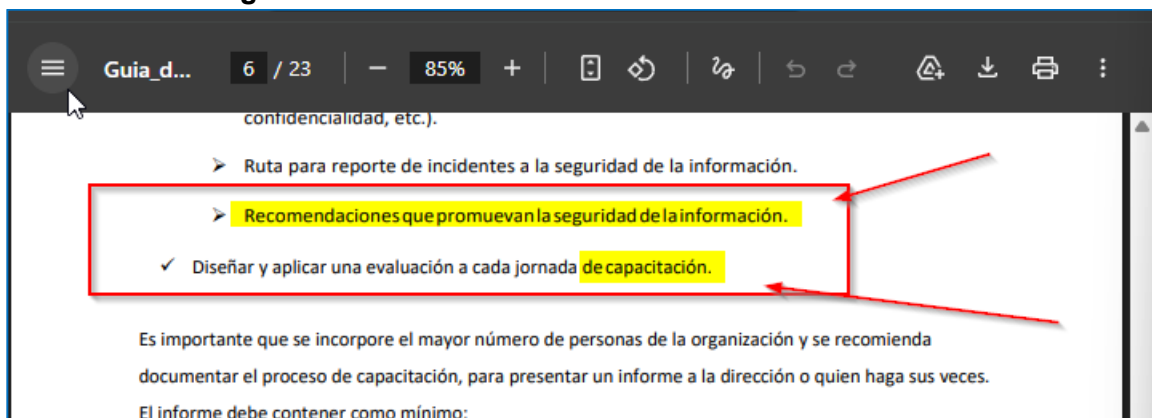 Guia_d... 6 / 23 85%
confidencialidad, etc.).
Ruta para reporte de incidentes a la seguridad de la información.
Recomendaciones que promuevan la seguridad de la información.
Diseñar y aplicar una evaluación a cada jornada de capacitación.
Es importante que se incorpore el mayor número de personas de la organización y se recomienda
documentar el proceso de capacitación, para presentar un informe a la dirección o quien haga sus veces.
El informe debe contener como mínimo: